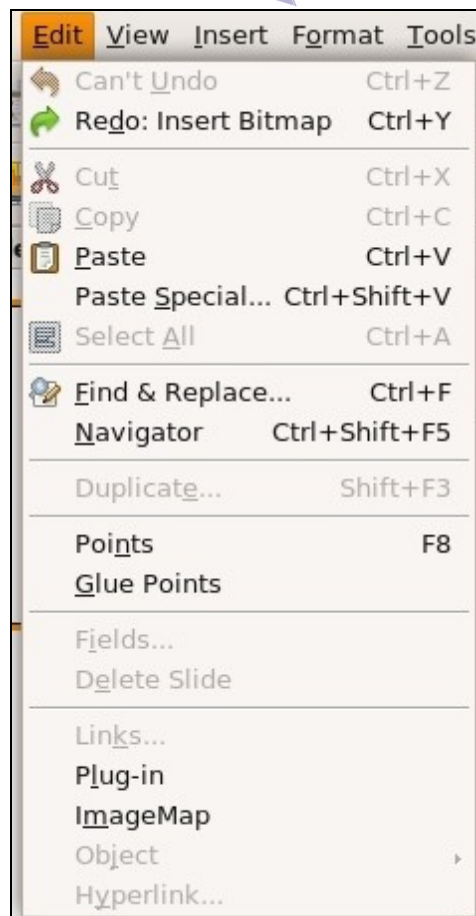 Edit View Insert Format Tools
Can't Undo Ctrl+Z
Redo: Insert Bitmap Ctrl+Y
Cut Ctrl+X
Copy Ctrl+C
Paste Ctrl+V
Paste Special... Ctrl+Shift+V
Select All Ctrl+A
Find & Replace... Ctrl+F
Navigator Ctrl+Shift+F5
Duplicate... Shift+F3
Points F8
Glue Points
Fields...
Delete Slide
Links...
Plug-in
ImageMap
Object
Hyperlink...